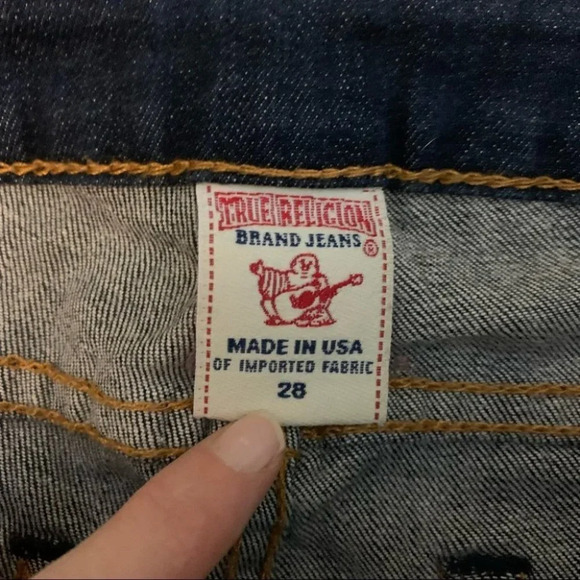 TRUE RELIGION
BRAND JEANS ®
MADE IN USA
OF IMPORTED FABRIC
28